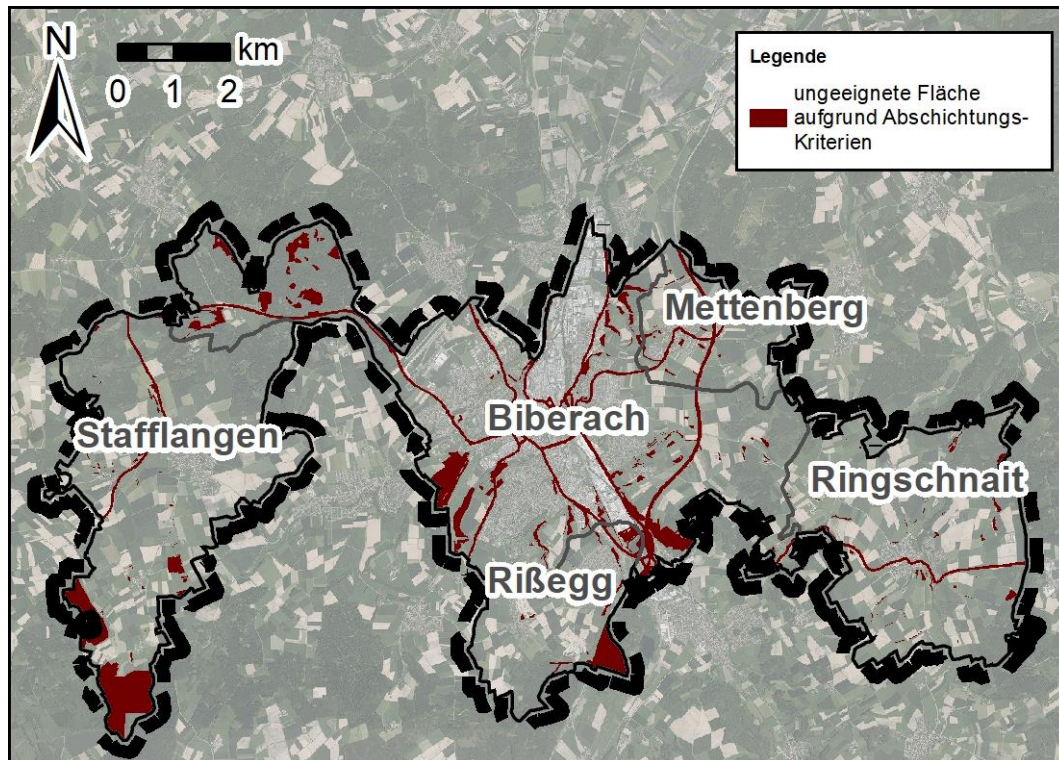 N
km
0 1 2
Legende
ungeeignete Fläche
aufgrund Abschichtungs-
Kriterien
Mettenberg
Biberach
Stafflangen
Ringschnait
Rißegg